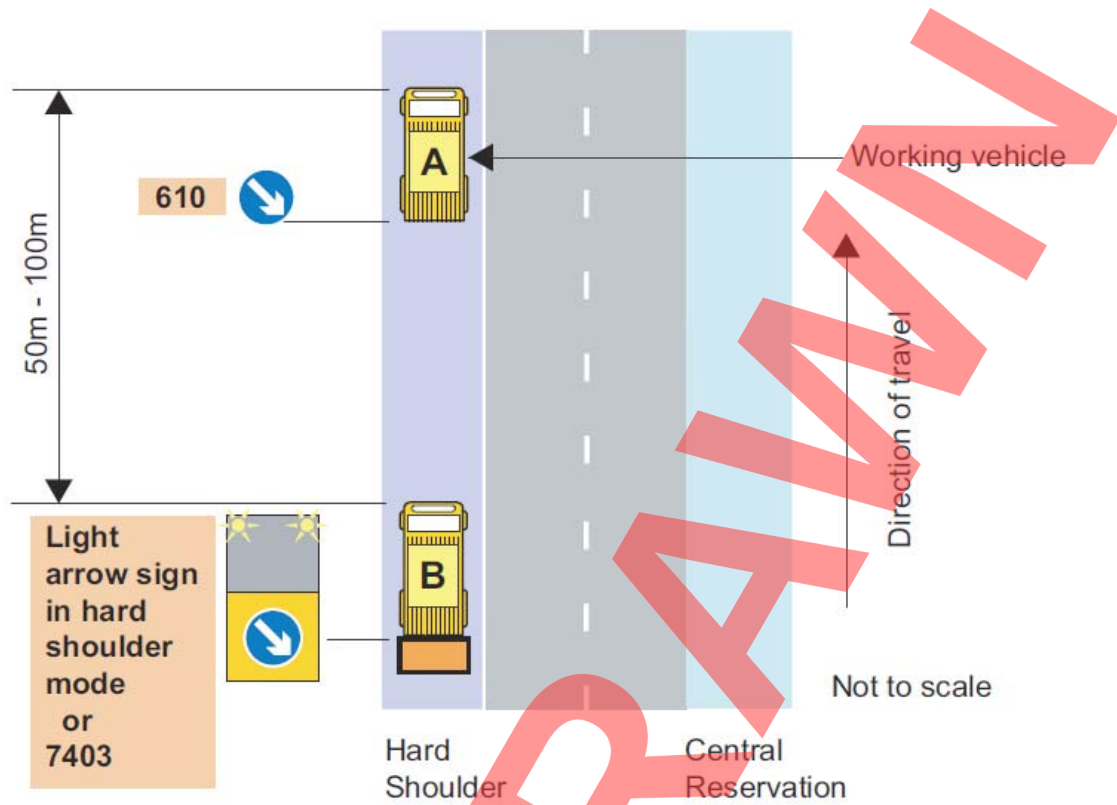 A
Working vehicle
610
50m - 100m
Direction of travel
B
Light
arrow sign
in hard
shoulder
mode
or
7403
Not to scale
Hard
Shoulder
Central
Reservation
RAWN